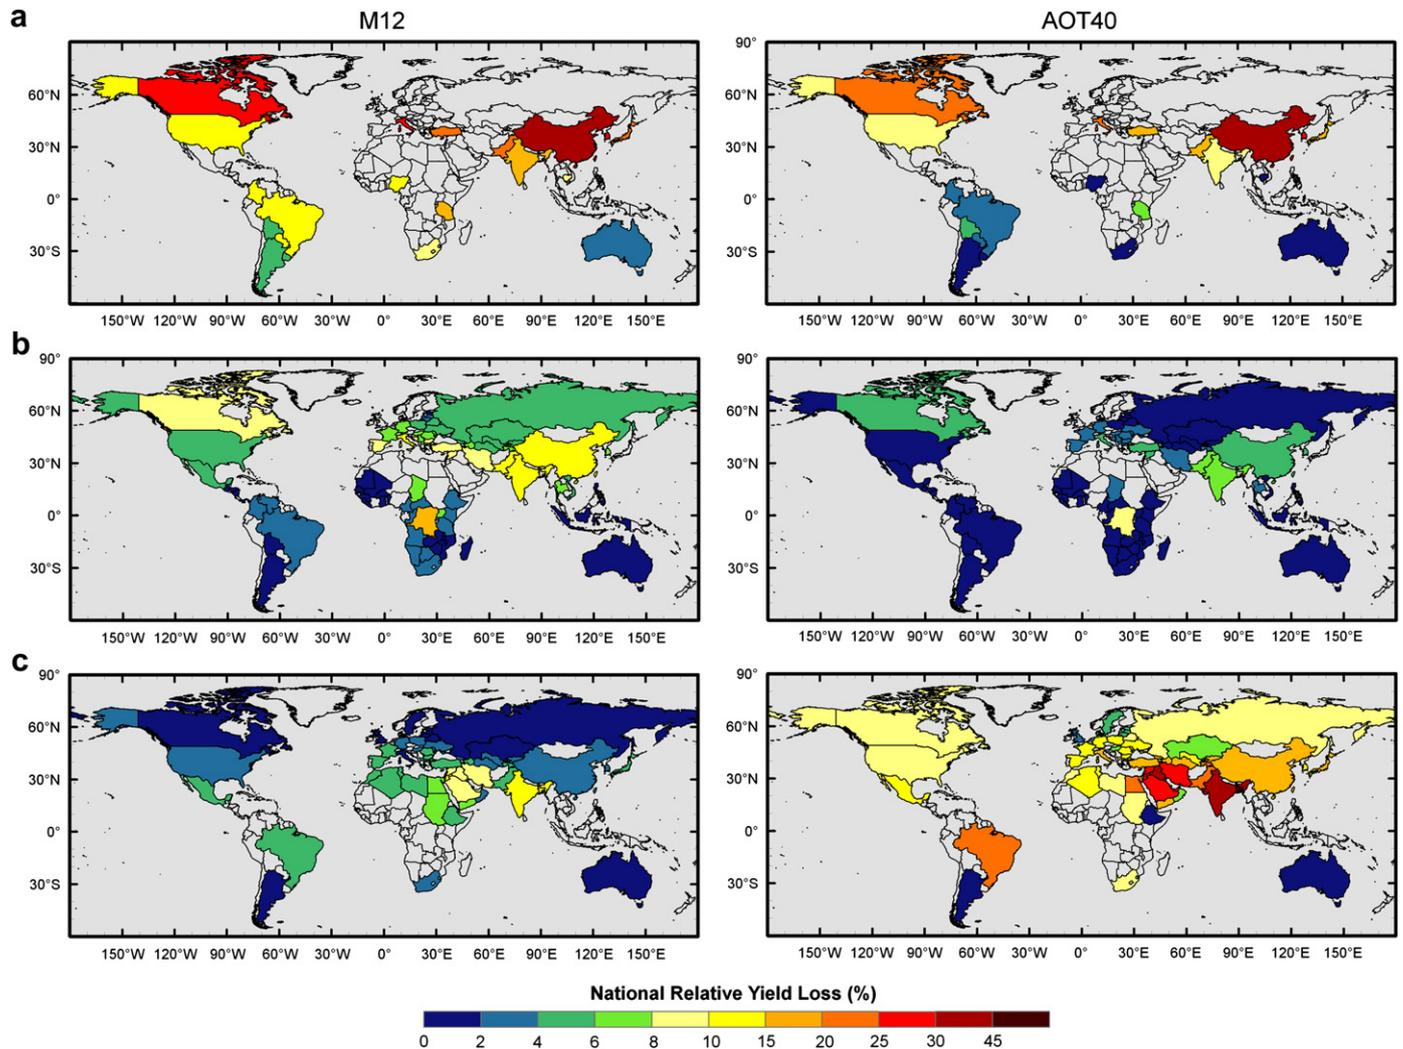 M12 AOT40
a
90°
60°N 60°N
30°N 30°N
0° 0°
30°S 30°S
150°W 120°W 90°W 60°W 30°W 0° 30°E 60°E 90°E 120°E 150°E 150°W 120°W 90°W 60°W 30°W 0° 30°E 60°E 90°E 120°E 150°E
b
90° 90°
60°N 60°N
30°N 30°N
0° 0°
30°S 30°S
150°W 120°W 90°W 60°W 30°W 0° 30°E 60°E 90°E 120°E 150°E 150°W 120°W 90°W 60°W 30°W 0° 30°E 60°E 90°E 120°E 150°E
c
90° 90°
60°N 60°N
30°N 30°N
0° 0°
30°S 30°S
150°W 120°W 90°W 60°W 30°W 0° 30°E 60°E 90°E 120°E 150°E 150°W 120°W 90°W 60°W 30°W 0° 30°E 60°E 90°E 120°E 150°E
National Relative Yield Loss (%)
0 2 4 6 8 10 15 20 25 30 45